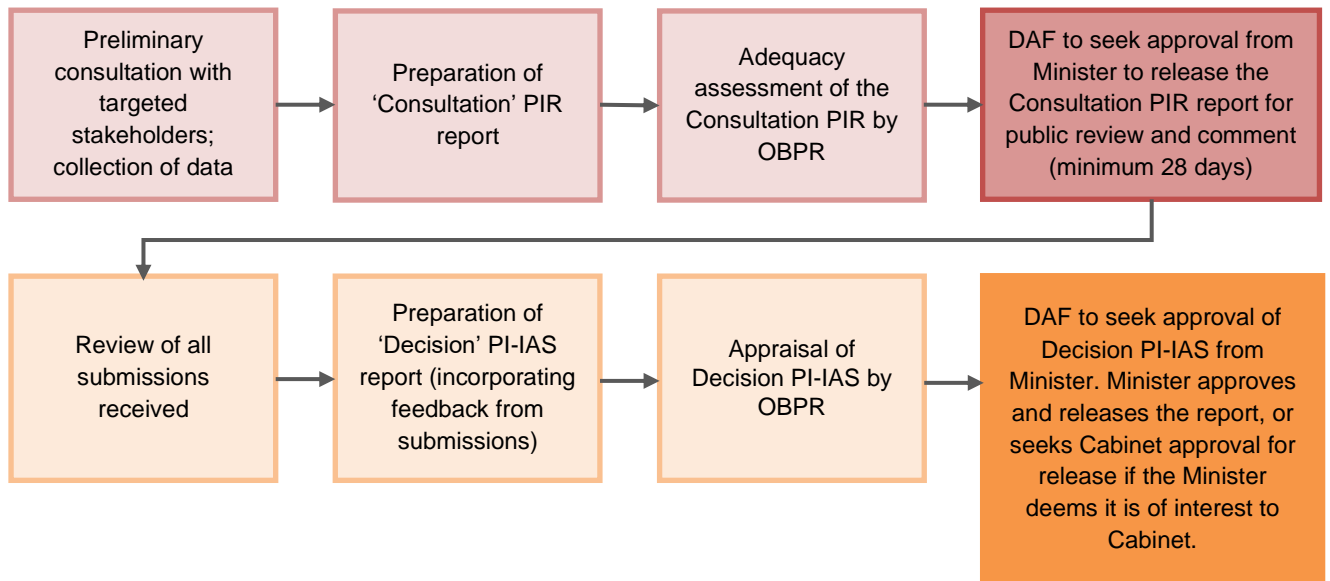 Preliminary
consultation with
targeted
stakeholders;
collection of data
Preparation of
‘Consultation’ PIR
report
Adequacy
assessment of the
Consultation PIR by
OBPR
DAF to seek approval from
Minister to release the
Consultation PIR report for
public review and comment
(minimum 28 days)
Review of all
submissions
received
Preparation of
‘Decision’ PI-IAS
report (incorporating
feedback from
submissions)
Appraisal of
Decision PI-IAS by
OBPR
DAF to seek approval of
Decision PI-IAS from
Minister. Minister approves
and releases the report, or
seeks Cabinet approval for
release if the Minister
deems it is of interest to
Cabinet.